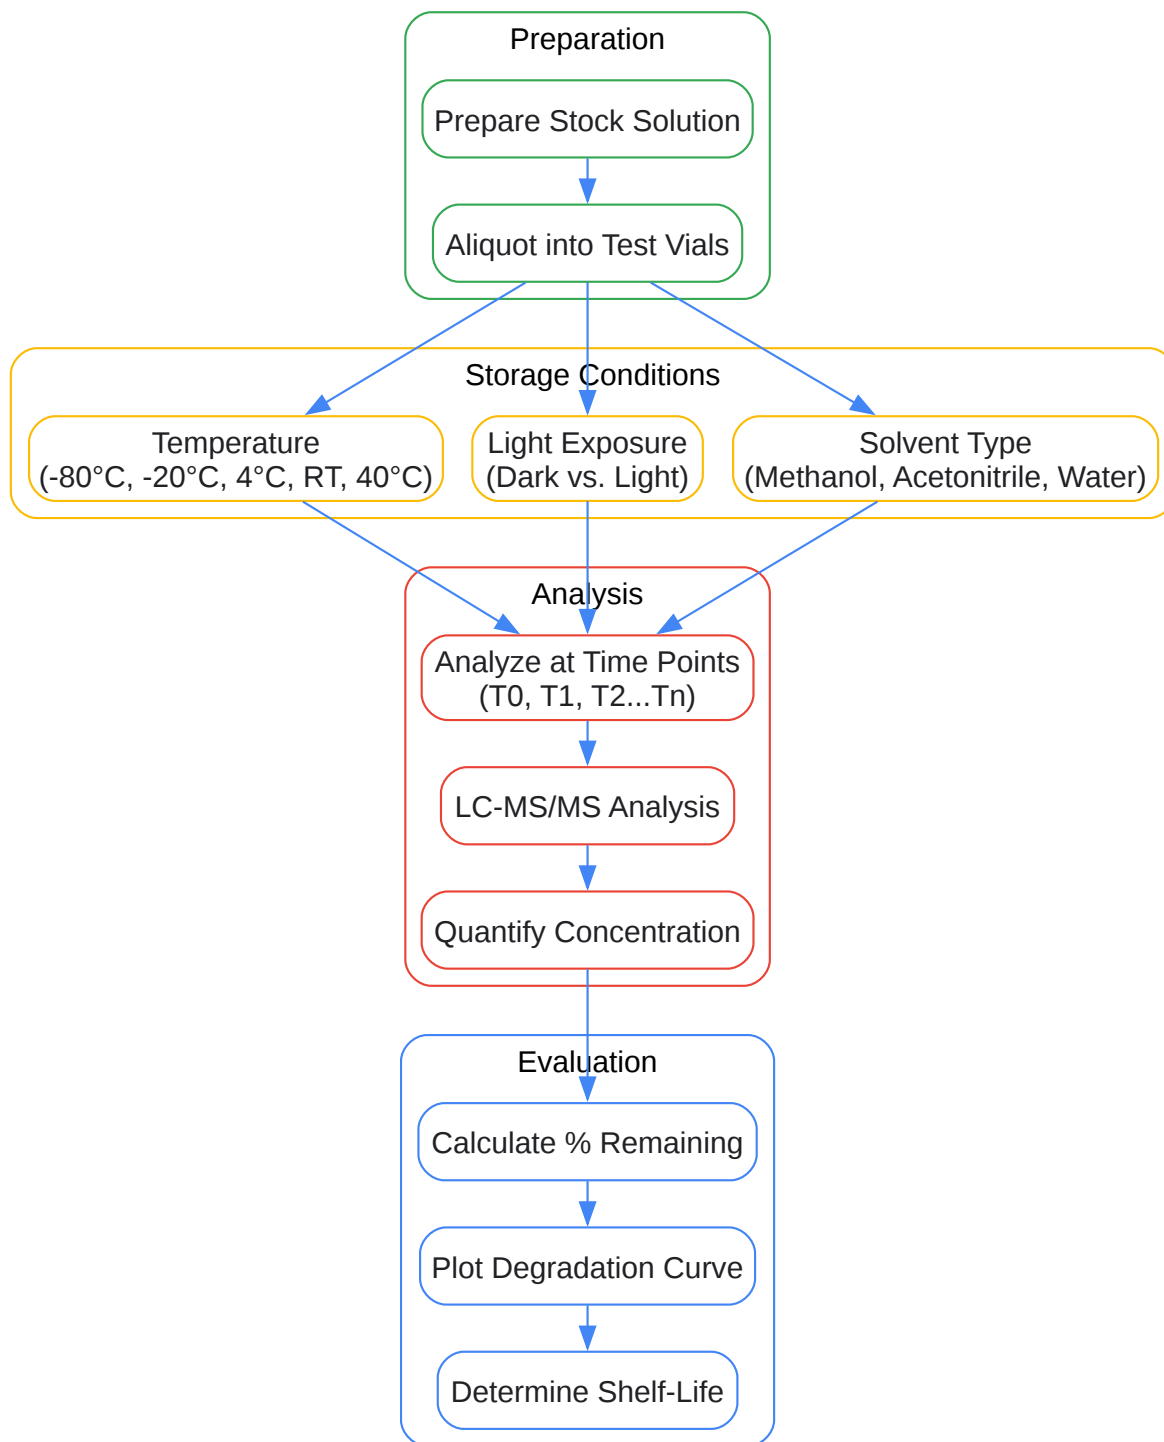 Preparation
Prepare Stock Solution
Aliquot into Test Vials
Storage Conditions
Temperature
(-80°C, -20°C, 4°C, RT, 40°C)
Light Exposure
(Dark vs. Light)
Solvent Type
(Methanol, Acetonitrile, Water)
Analysis
Analyze at Time Points
(T0, T1, T2...Tn)
LC-MS/MS Analysis
Quantify Concentration
Evaluation
Calculate % Remaining
Plot Degradation Curve
Determine Shelf-Life